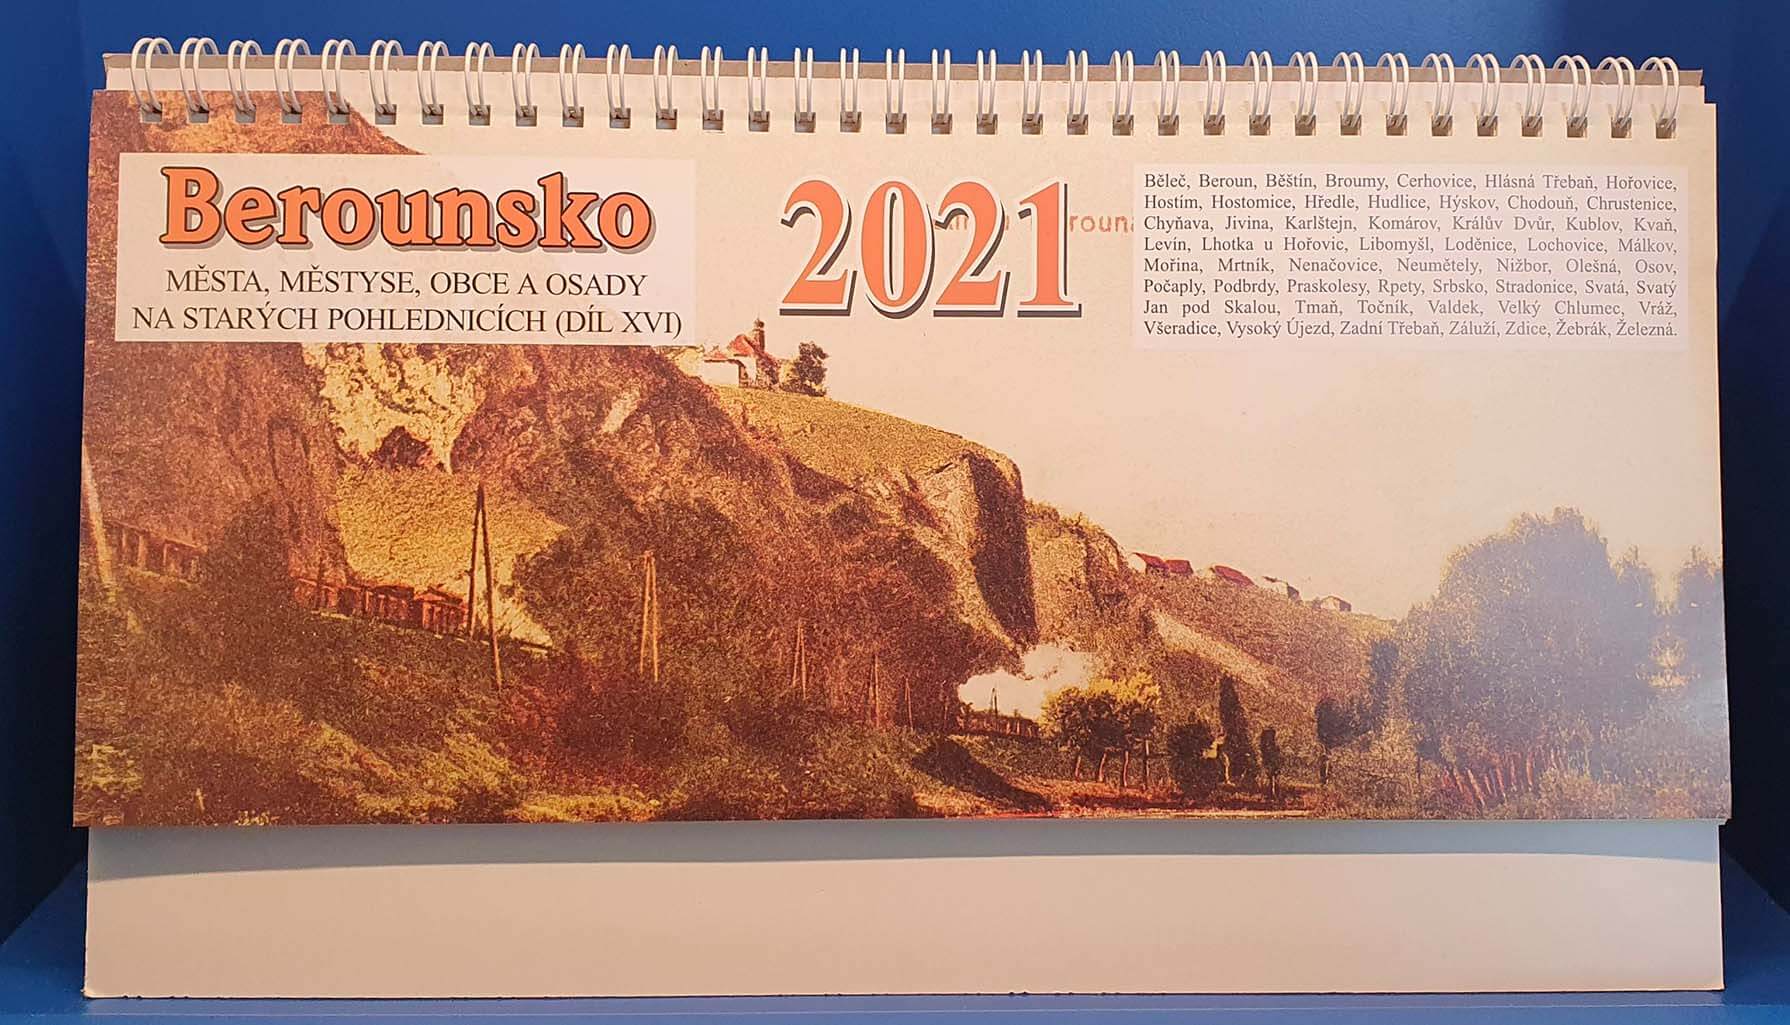 Berounsko
MĚSTA, MĚSTYSE, OBCE A OSADY
NA STARÝCH POHLEDNICÍCH (DÍL XVI)
2021
Běleč, Beroun, Běštín, Broumy, Cerhovice, Hlásná Třebaň, Hořovice,
Hostím, Hostomice, Hředle, Hudlice, Hýskov, Chodouň, Chrustenice,
Chyňava, Jivina, Karlštejn, Komárov, Králův Dvůr, Kublov, Kvaň,
Levín, Lhotka u Hořovic, Libomyšl, Loděnice, Lochovice, Málkov,
Mořina, Mrtník, Nenačovice, Neumětely, Nižbor, Olešná, Osov,
Počaply, Podbrdy, Praskolesy, Rpety, Srbsko, Stradonice, Svatá, Svatý
Jan pod Skalou, Tmaň, Točník, Valdek, Velký Chlumec, Vráž,
Všeradice, Vysoký Újezd, Zadní Třebaň, Záluží, Zdice, Žebrák, Železná.